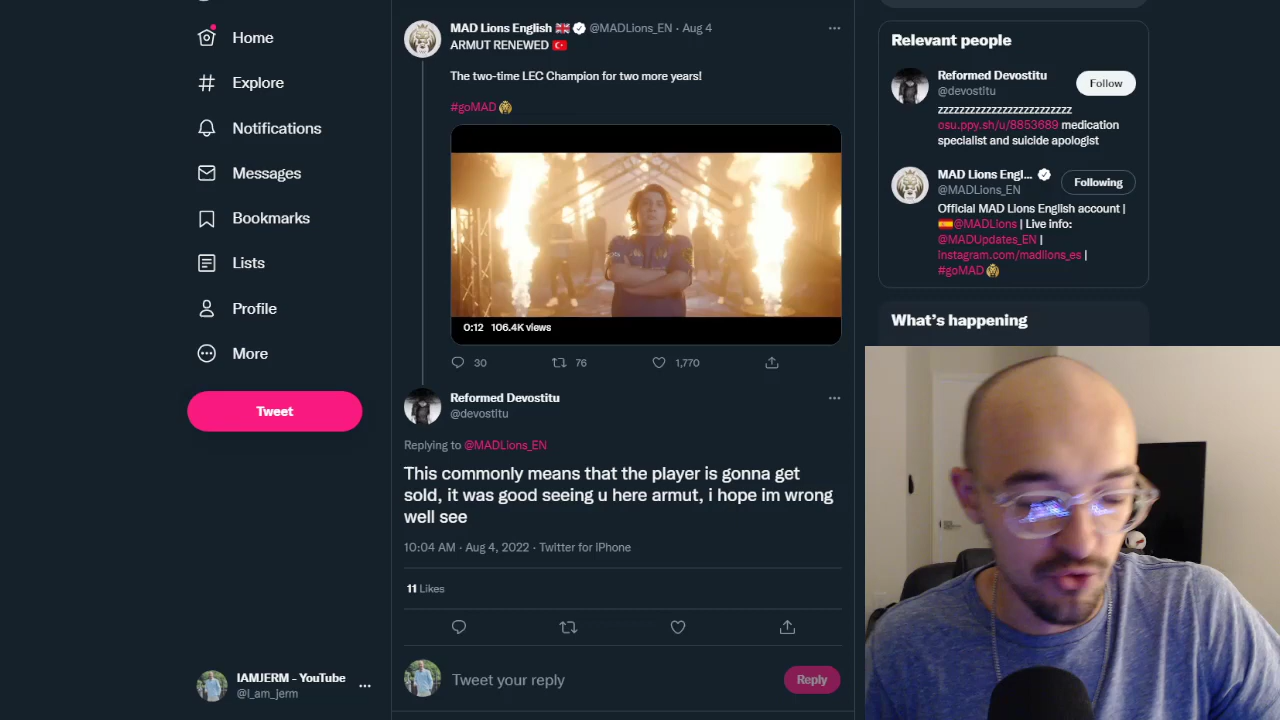 Home
Explore
Notifications
Messages
Bookmarks
Lists
Profile
More
Tweet
IAMJERM - YouTube
@I_am_jerm
MAD Lions English 🇬🇧 @MADLions_EN · Aug 4
ARMUT RENEWED 🇹🇷
The two-time LEC Champion for two more years!
#goMAD
0:12 106.4K views
30 76 1,770
Reformed Devostitu
@devostitu
Replying to @MADLions_EN
This commonly means that the player is gonna get
sold, it was good seeing u here armut, i hope im wrong
well see
10:04 AM · Aug 4, 2022 · Twitter for iPhone
11 Likes
Tweet your reply
Reply
Relevant people
Reformed Devostitu
@devostitu
Follow
zzzzzzzzzzzzzzzzzzzzzzzzz
osu.ppy.sh/u/8853689 medication
specialist and suicide apologist
MAD Lions Engl...
@MADLions_EN
Following
Official MAD Lions English account |
🇪🇸@MADLions | Live info:
@MADUpdates_EN |
instagram.com/madlions_es |
#goMAD
What's happening